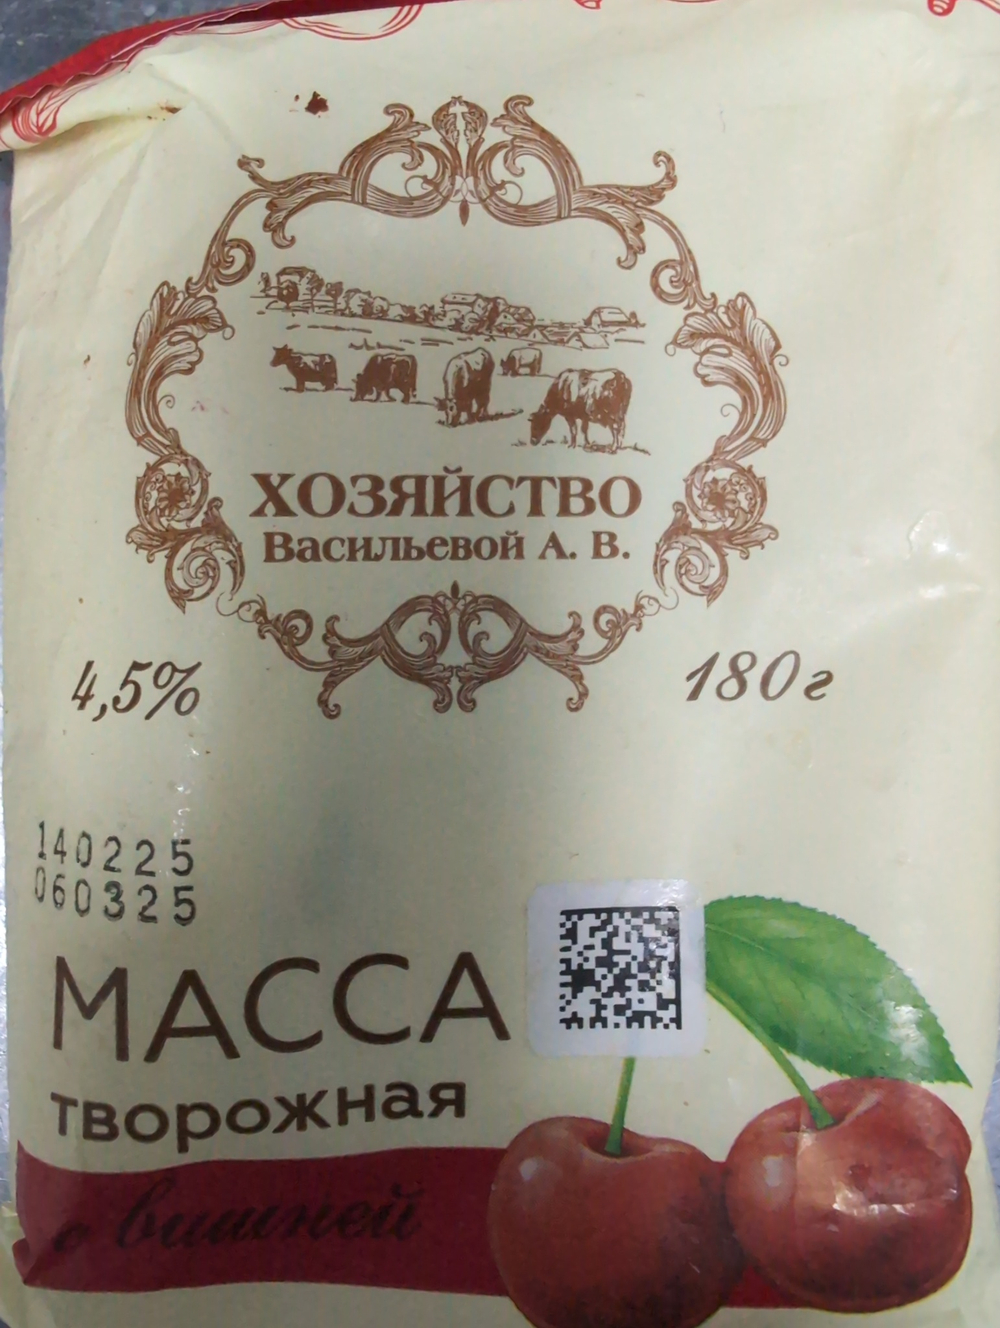 ХОЗЯЙСТВО
Васильевой А. В.
4,5%
180г
140225
060325
МАССА
творожная
с вишней